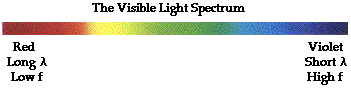 The Visible Light Spectrum
Red Violet
Long λ Short λ
Low f High f